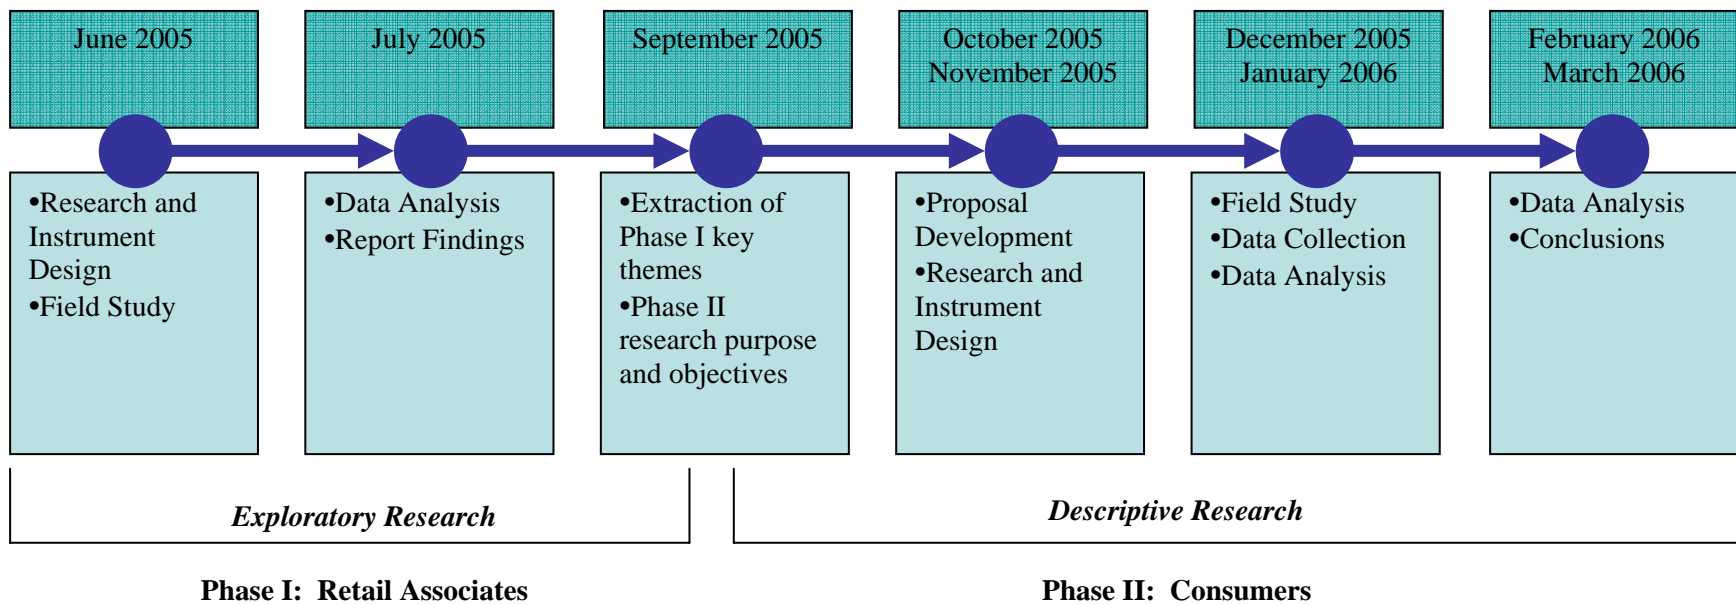 June 2005
July 2005
September 2005
October 2005
November 2005
December 2005
January 2006
February 2006
March 2006
•Research and
Instrument
Design
•Field Study
•Data Analysis
•Report Findings
•Extraction of
Phase I key
themes
•Phase II
research purpose
and objectives
•Proposal
Development
•Research and
Instrument
Design
•Field Study
•Data Collection
•Data Analysis
•Data Analysis
•Conclusions
Exploratory Research
Descriptive Research
Phase I:  Retail Associates
Phase II:  Consumers